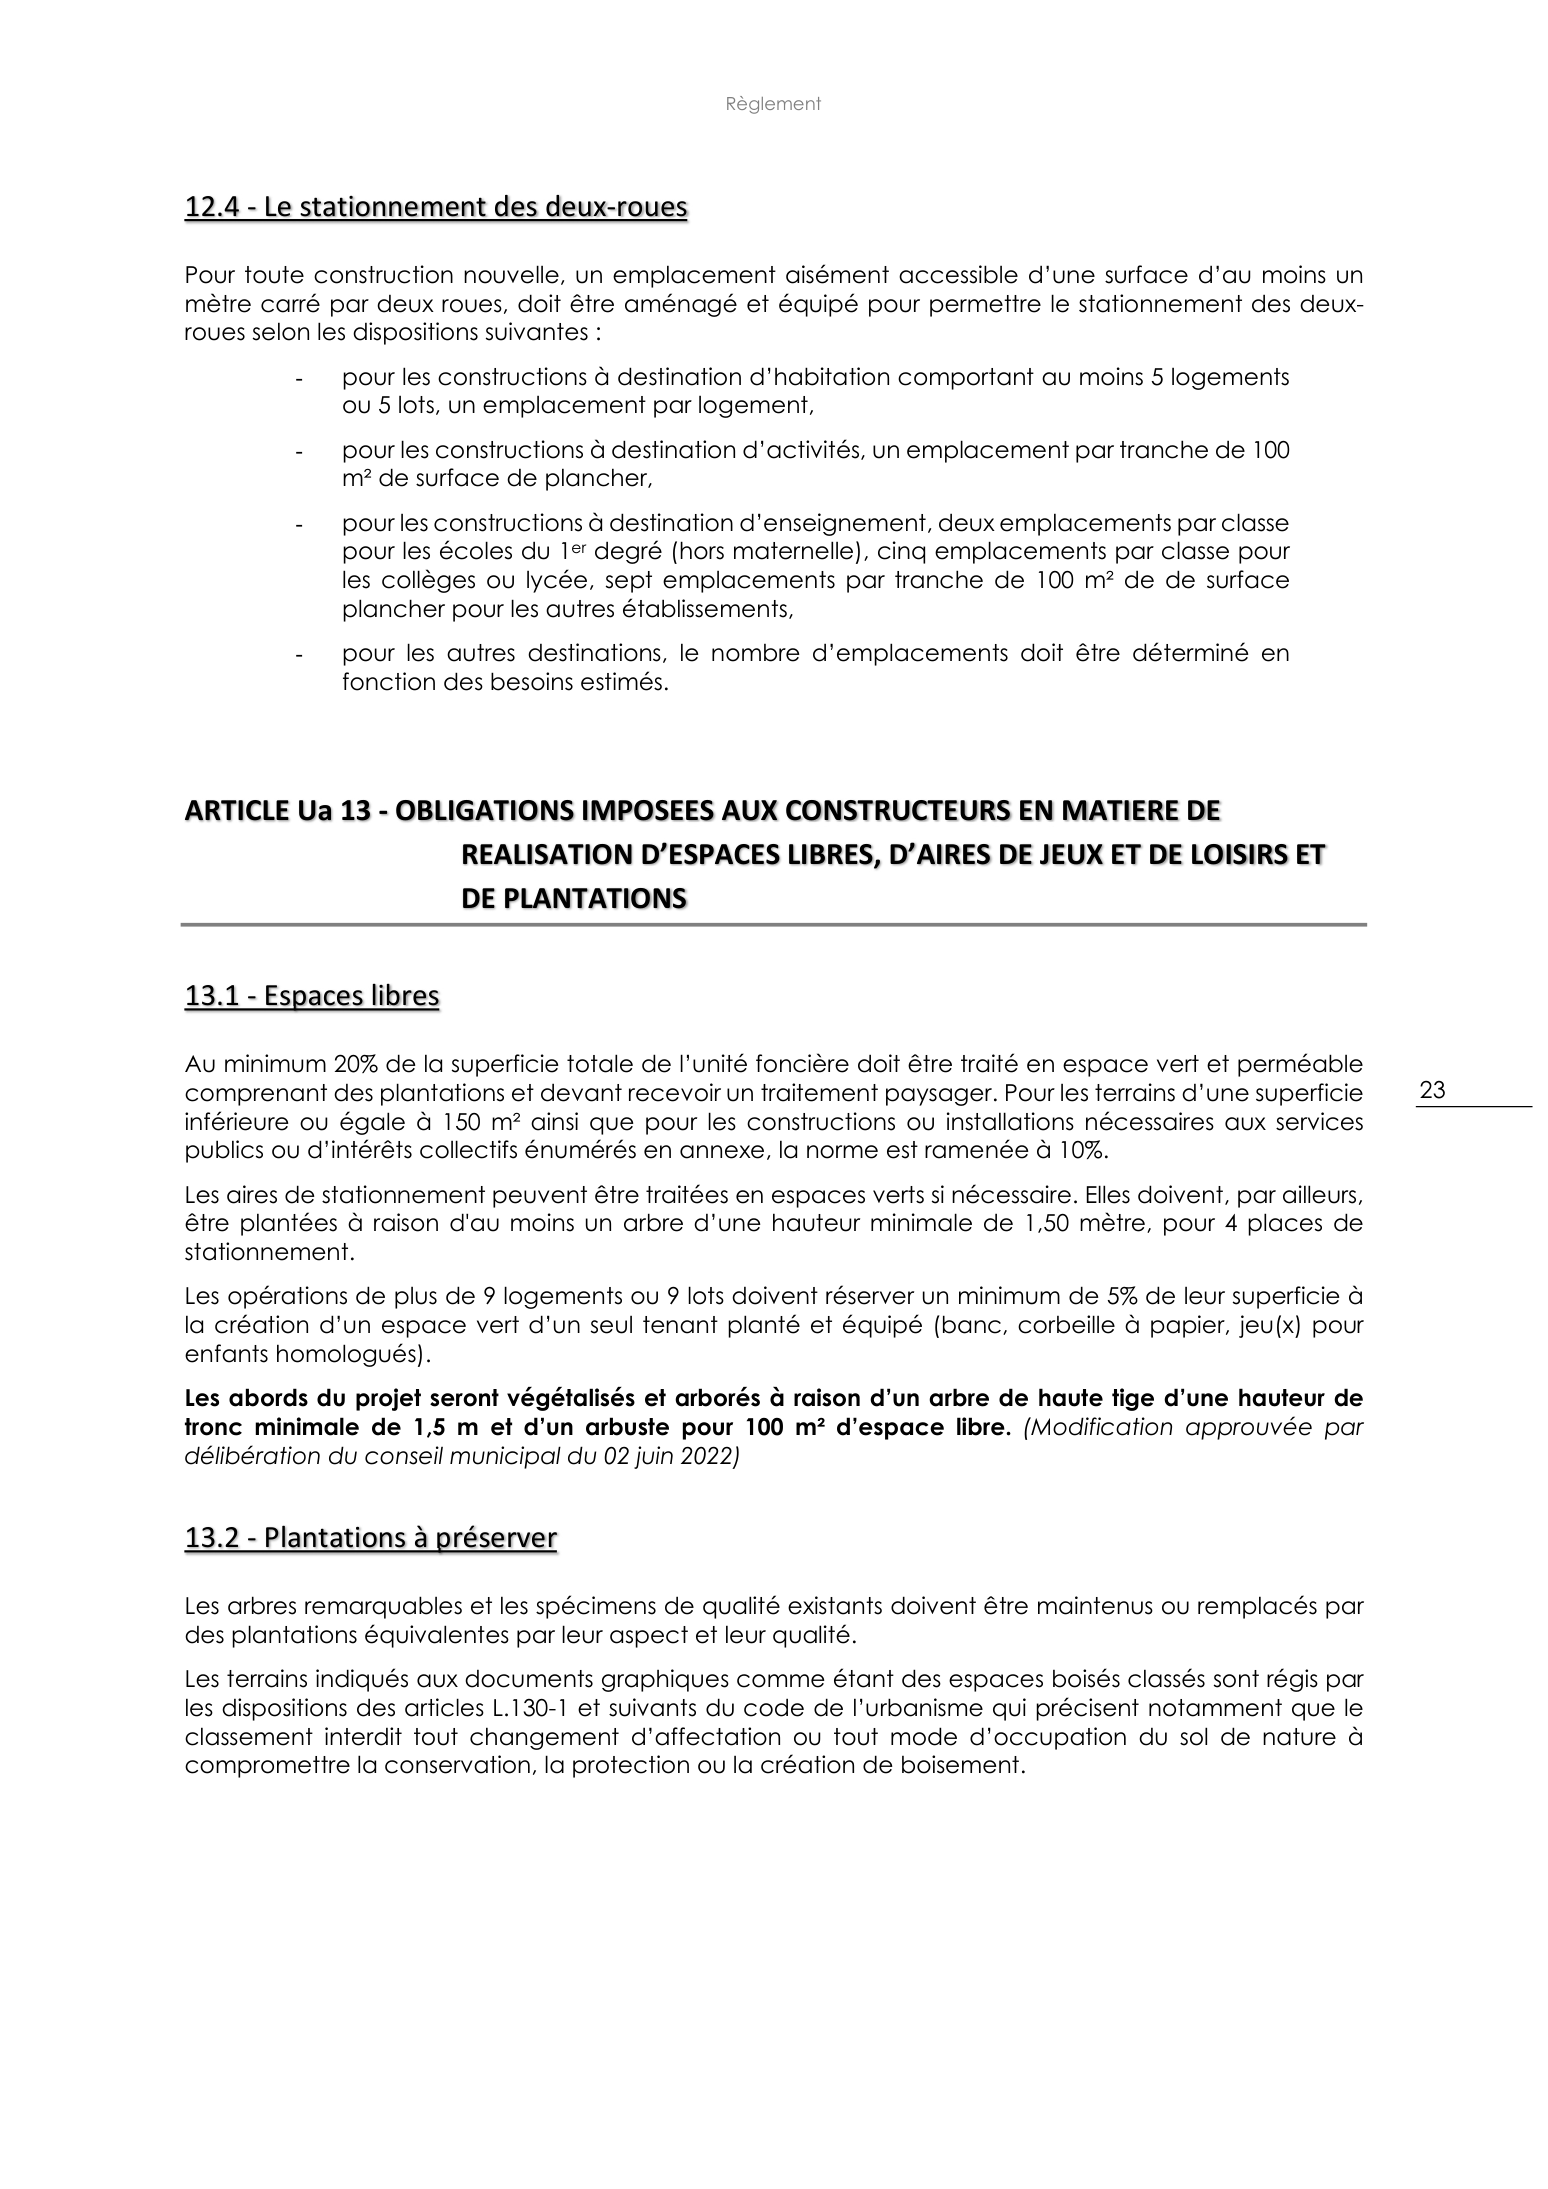 Règlement
12.4 - Le stationnement des deux-roues
Pour toute construction nouvelle, un emplacement aisément accessible d’une surface d’au moins un
mètre carré par deux roues, doit être aménagé et équipé pour permettre le stationnement des deux-
roues selon les dispositions suivantes :
- pour les constructions à destination d’habitation comportant au moins 5 logements
ou 5 lots, un emplacement par logement,
- pour les constructions à destination d’activités, un emplacement par tranche de 100
m² de surface de plancher,
- pour les constructions à destination d’enseignement, deux emplacements par classe
pour les écoles du 1er degré (hors maternelle), cinq emplacements par classe pour
les collèges ou lycée, sept emplacements par tranche de 100 m² de de surface
plancher pour les autres établissements,
- pour les autres destinations, le nombre d’emplacements doit être déterminé en
fonction des besoins estimés.
ARTICLE Ua 13 - OBLIGATIONS IMPOSEES AUX CONSTRUCTEURS EN MATIERE DE
REALISATION D’ESPACES LIBRES, D’AIRES DE JEUX ET DE LOISIRS ET
DE PLANTATIONS
13.1 - Espaces libres
Au minimum 20% de la superficie totale de l’unité foncière doit être traité en espace vert et perméable
comprenant des plantations et devant recevoir un traitement paysager. Pour les terrains d’une superficie
inférieure ou égale à 150 m² ainsi que pour les constructions ou installations nécessaires aux services
publics ou d’intérêts collectifs énumérés en annexe, la norme est ramenée à 10%.
23
Les aires de stationnement peuvent être traitées en espaces verts si nécessaire. Elles doivent, par ailleurs,
être plantées à raison d'au moins un arbre d’une hauteur minimale de 1,50 mètre, pour 4 places de
stationnement.
Les opérations de plus de 9 logements ou 9 lots doivent réserver un minimum de 5% de leur superficie à
la création d’un espace vert d’un seul tenant planté et équipé (banc, corbeille à papier, jeu(x) pour
enfants homologués).
Les abords du projet seront végétalisés et arborés à raison d’un arbre de haute tige d’une hauteur de
tronc minimale de 1,5 m et d’un arbuste pour 100 m² d’espace libre. (Modification approuvée par
délibération du conseil municipal du 02 juin 2022)
13.2 - Plantations à préserver
Les arbres remarquables et les spécimens de qualité existants doivent être maintenus ou remplacés par
des plantations équivalentes par leur aspect et leur qualité.
Les terrains indiqués aux documents graphiques comme étant des espaces boisés classés sont régis par
les dispositions des articles L.130-1 et suivants du code de l’urbanisme qui précisent notamment que le
classement interdit tout changement d’affectation ou tout mode d’occupation du sol de nature à
compromettre la conservation, la protection ou la création de boisement.